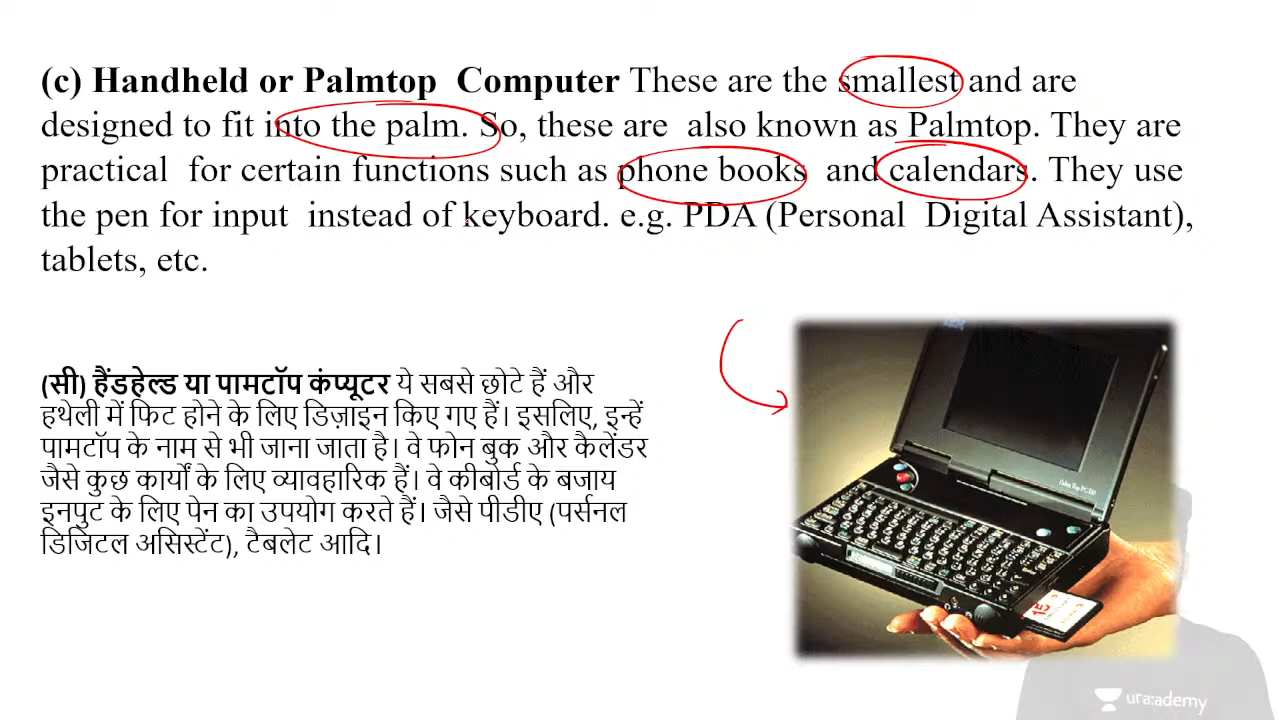 (c) Handheld or Palmtop Computer These are the smallest and are
designed to fit into the palm. So, these are also known as Palmtop. They are
practical for certain functions such as phone books and calendars. They use
the pen for input instead of keyboard. e.g. PDA (Personal Digital Assistant),
tablets, etc.
(सी) हैंडहेल्ड या पामटॉप कंप्यूटर ये सबसे छोटे हैं और
हथेली में फिट होने के लिए डिज़ाइन किए गए हैं। इसलिए, इन्हें
पामटॉप के नाम से भी जाना जाता है। वे फोन बुक और कैलेंडर
जैसे कुछ कार्यों के लिए व्यावहारिक हैं। वे कीबोर्ड के बजाय
इनपुट के लिए पेन का उपयोग करते हैं। जैसे पीडीए (पर्सनल
डिजिटल असिस्टेंट), टैबलेट आदि।
IBM